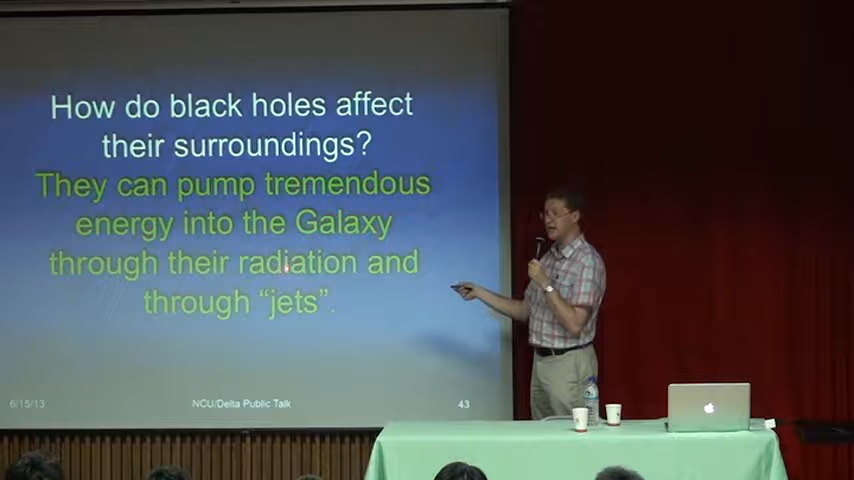 How do black holes affect
their surroundings?
They can pump tremendous
energy into the Galaxy
through their radiation and
through “jets”.
6/15/13 NCU/Delta Public Talk 43